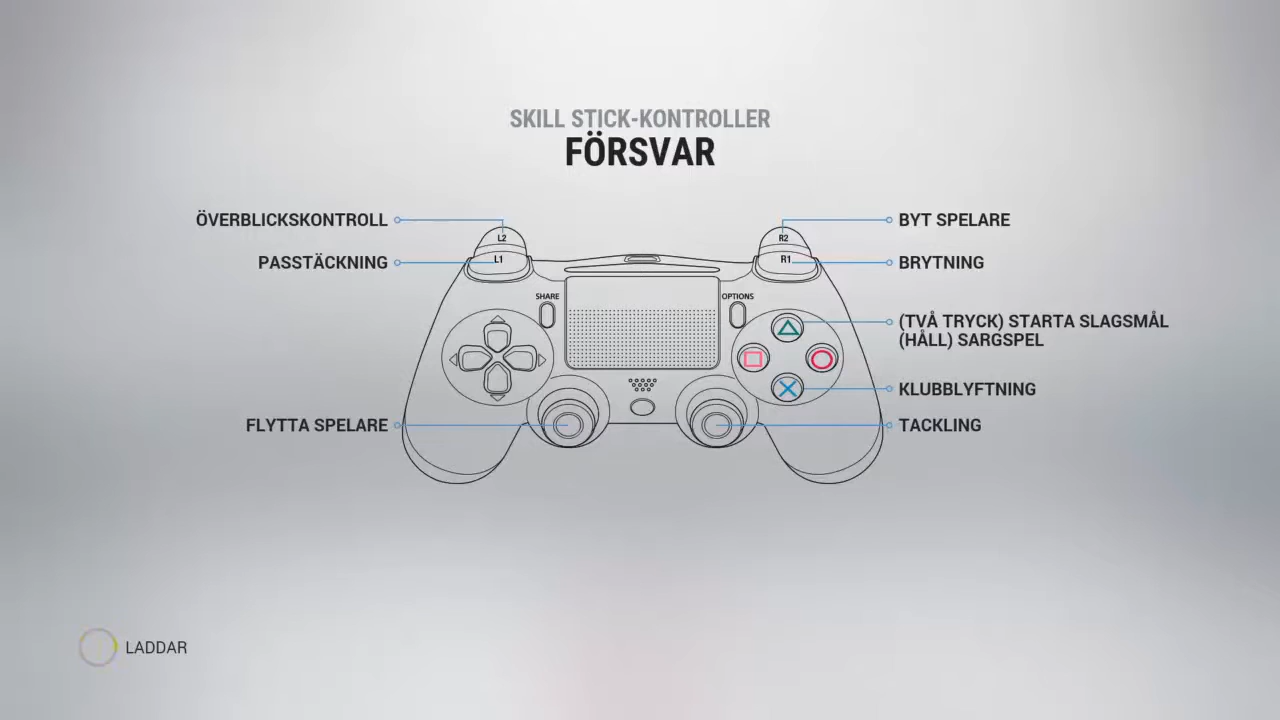 SKILL STICK-KONTROLLER
FÖRSVAR
ÖVERBLICKSKONTROLL
L2
R2
BYT SPELARE
PASSTÄCKNING
L1
R1
BRYTNING
SHARE
OPTIONS
(TVÅ TRYCK) STARTA SLAGSMÅL
(HÅLL) SARGSPEL
KLUBBLYFTNING
FLYTTA SPELARE
TACKLING
LADDAR